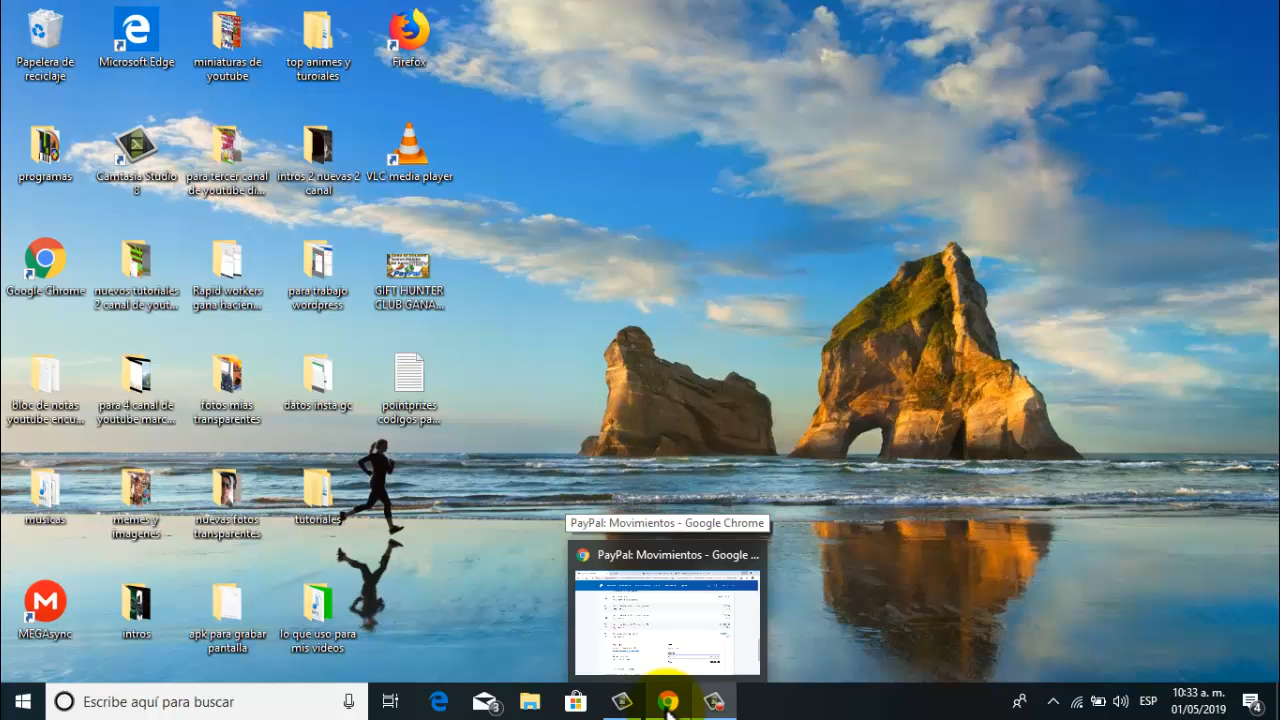 Papelera de
reciclaje
Microsoft Edge
miniaturas de
youtube
top animes y
turoiales
Firefox
programas
Camtasia Studio
8
para tercer canal
de youtube di...
intros 2 nuevas 2
canal
VLC media player
Google Chrome
nuevos tutoriales
2 canal de yout...
Rapid workers
gana hacien...
para trabajo
wordpress
GIFT HUNTER
CLUB GANA...
bloc de notas
youtube encu...
para 4 canal de
youtube marc...
fotos mias
transparentes
datos insta gc
pointprizes
codigos pa...
musicas
memes y
imagenes
nuevas fotos
transparentes
tutoriales
MEGAsync
intros
apk para grabar
pantalla
lo que uso para
mis videos
PayPal: Movimientos - Google Chrome
PayPal: Movimientos - Google ...
Escribe aquí para buscar
3
ESP
10:33 a. m.
01/05/2019
4